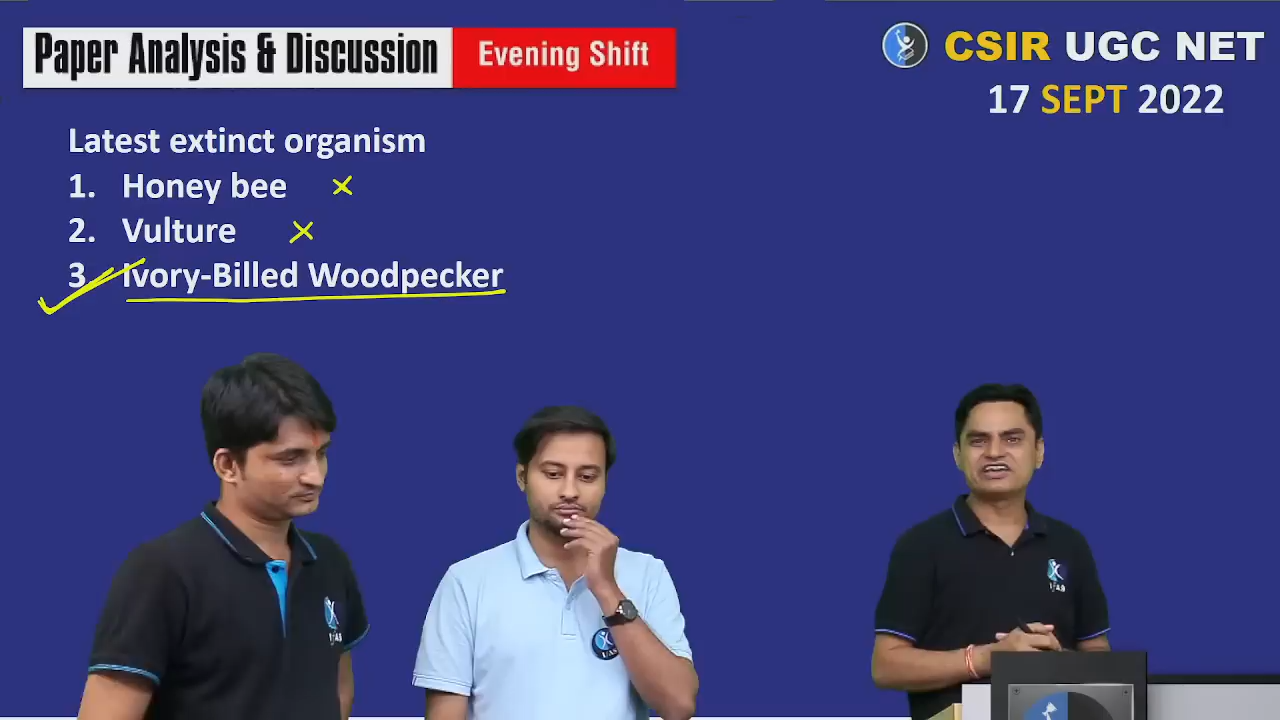 Paper Analysis & Discussion Evening Shift
CSIR UGC NET
17 SEPT 2022
Latest extinct organism
1. Honey bee
2. Vulture
3. Ivory-Billed Woodpecker